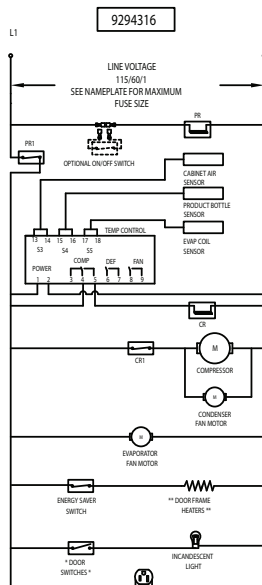 9294316
L1
LINE VOLTAGE
115/60/1
SEE NAMEPLATE FOR MAXIMUM
FUSE SIZE
PR
PR1
OPTIONAL ON/OFF SWITCH
CABINET AIR
SENSOR
PRODUCT BOTTLE
SENSOR
EVAP COIL
SENSOR
13 14 15 16 17 18 TEMP CONTROL
S3 S4 S5
COMP DEF FAN
POWER
1 2 3 4 5 6 7 8 9
CR
CR1
M
COMPRESSOR
M
CONDENSER
FAN MOTOR
M
EVAPORATOR
FAN MOTOR
ENERGY SAVER
SWITCH
** DOOR FRAME
HEATERS **
* DOOR
SWITCHES *
INCANDESCENT
LIGHT